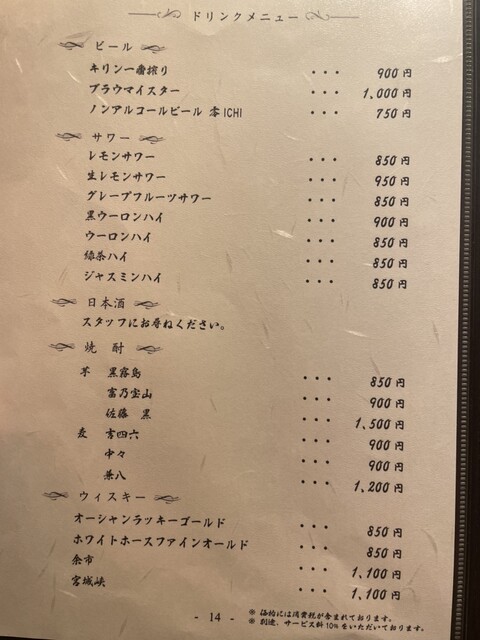 ドリンクメニュー
ビール
キリン一番搾り ・・・ 900円
ブラウマイスター ・・・ 1,000円
ノンアルコールビール 零ICHI ・・・ 750円
サワー
レモンサワー ・・・ 850円
生レモンサワー ・・・ 950円
グレープフルーツサワー ・・・ 850円
黒ウーロンハイ ・・・ 900円
ウーロンハイ ・・・ 850円
緑茶ハイ ・・・ 850円
ジャスミンハイ ・・・ 850円
日本酒
スタッフにお尋ねください。
焼酎
芋 黒霧島 ・・・ 850円
富乃宝山 ・・・ 900円
佐藤 黒 ・・・ 1,500円
麦 吉四六 ・・・ 900円
中々 ・・・ 900円
兼八 ・・・ 1,200円
ウィスキー
オーシャンラッキーゴールド ・・・ 850円
ホワイトホースファインオールド ・・・ 850円
余市 ・・・ 1,100円
宮城峡 ・・・ 1,100円
※ 価格には消費税が含まれております。
- 14 - ※ 別途、サービス料10%をいただいております。